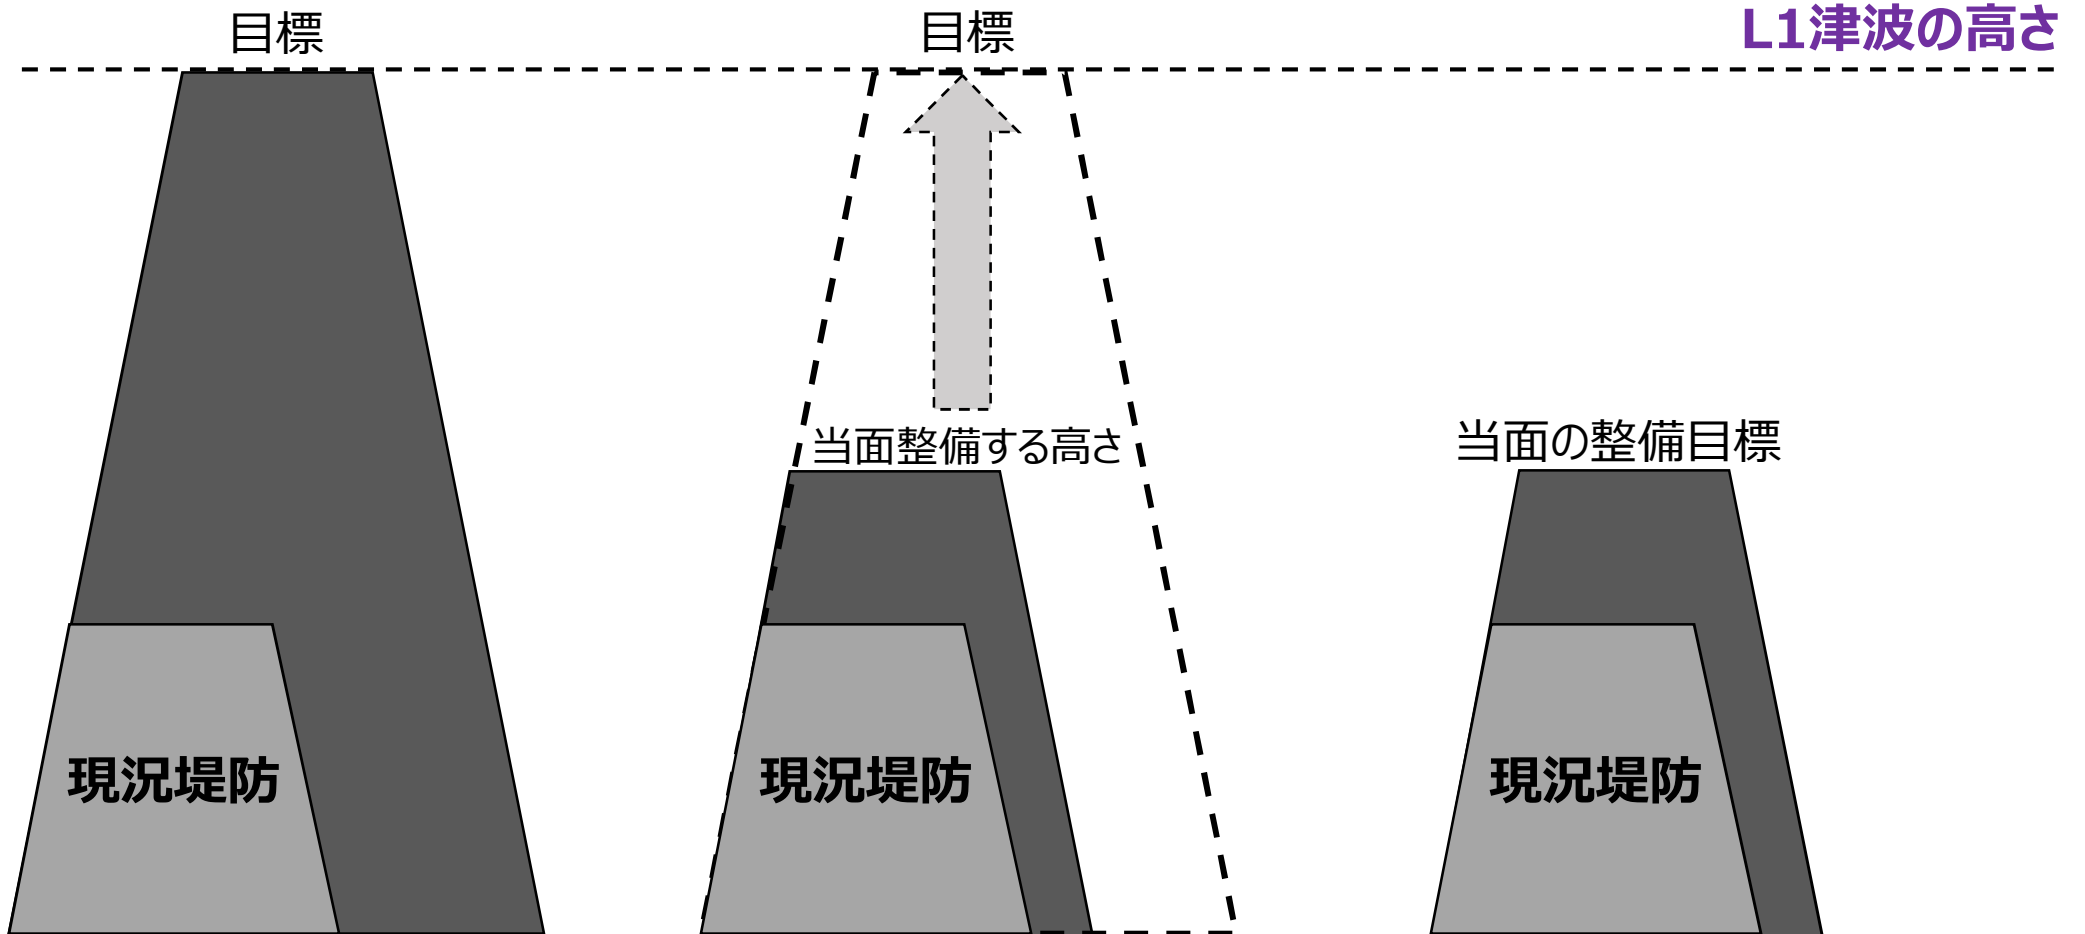 目標
目標
L1津波の高さ
当面整備する高さ
当面の整備目標
現況堤防
現況堤防
現況堤防